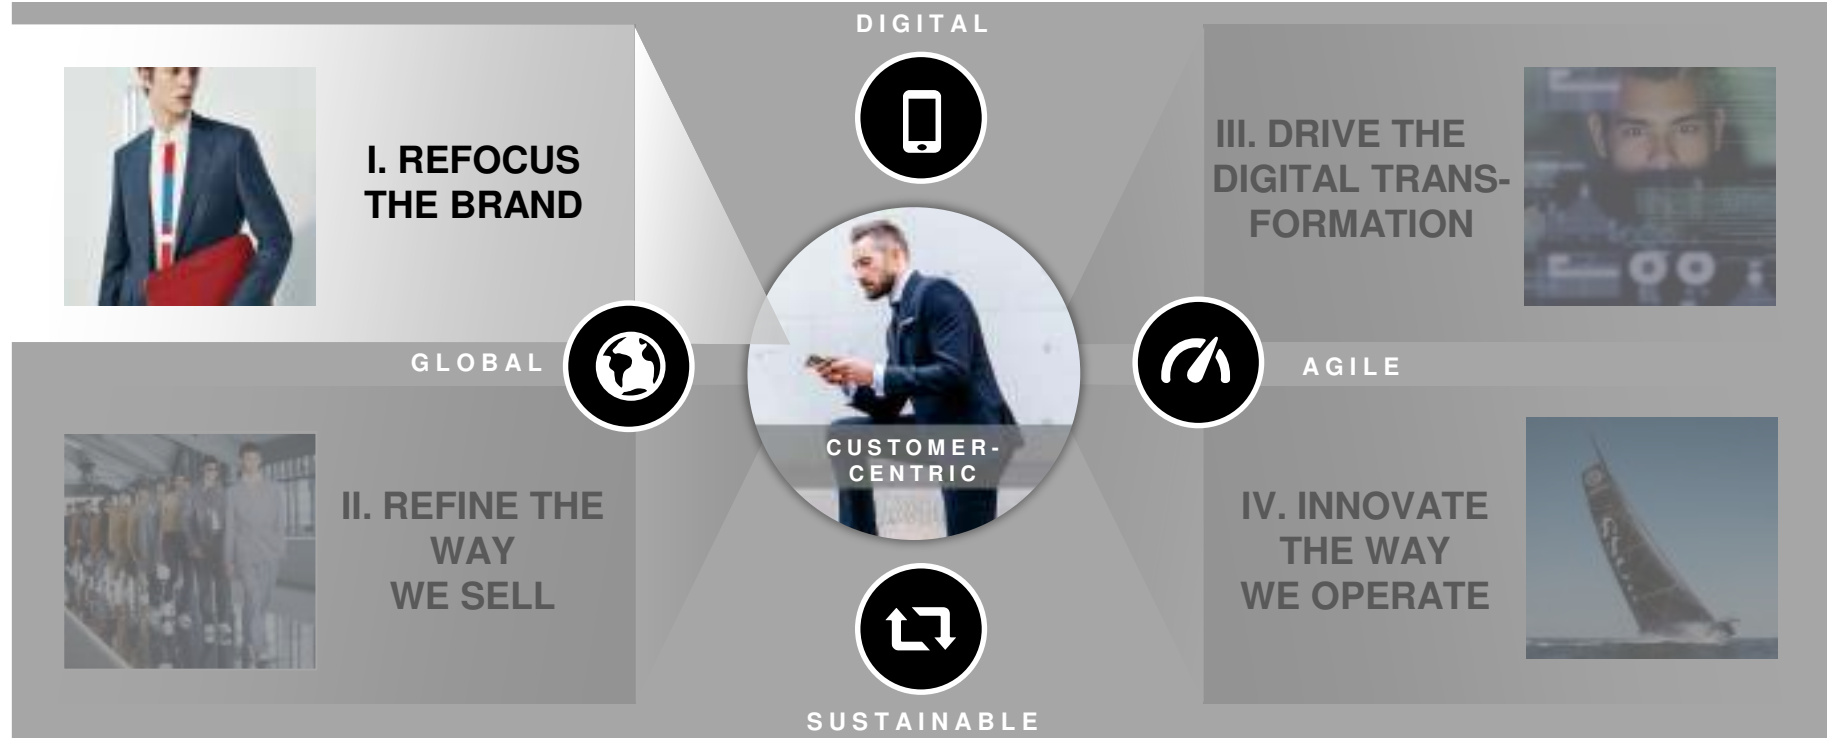 DIGITAL
I. REFOCUS
THE BRAND
III. DRIVE THE
DIGITAL TRANS-
FORMATION
GLOBAL
AGILE
CUSTOMER-
CENTRIC
II. REFINE THE
WAY
WE SELL
IV. INNOVATE
THE WAY
WE OPERATE
SUSTAINABLE